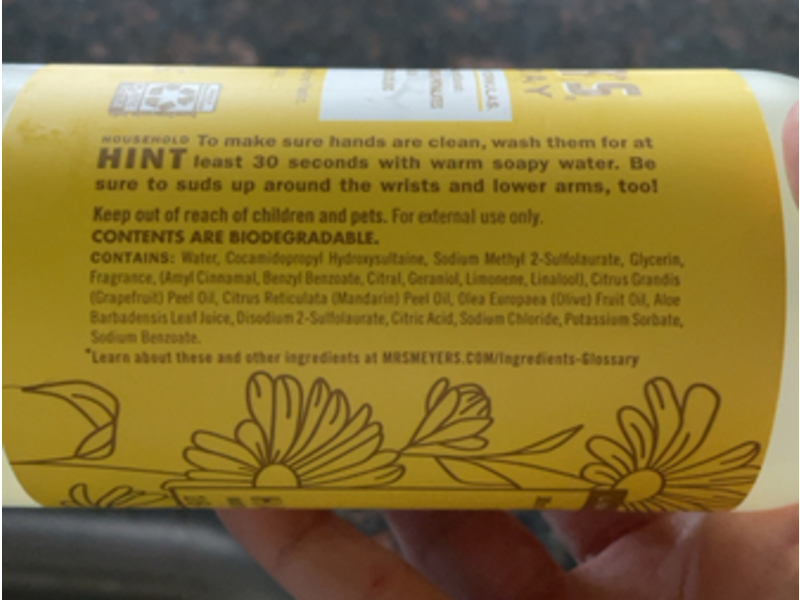 HOUSEHOLD To make sure hands are clean, wash them for at
HINT least 30 seconds with warm soapy water. Be
sure to suds up around the wrists and lower arms, too!
Keep out of reach of children and pets. For external use only.
CONTENTS ARE BIODEGRADABLE.
CONTAINS: Water, Cocamidopropyl Hydroxysultaine, Sodium Methyl 2-Sulfolaurate, Glycerin,
Fragrance, (Amyl Cinnamal, Benzyl Benzoate, Citral, Geraniol, Limonene, Linalool), Citrus Grandis
(Grapefruit) Peel Oil, Citrus Reticulata (Mandarin) Peel Oil, Olea Europaea (Olive) Fruit Oil, Aloe
Barbadensis Leaf Juice, Disodium 2-Sulfolaurate, Citric Acid, Sodium Chloride, Potassium Sorbate,
Sodium Benzoate.
*Learn about these and other ingredients at MRSMEYERS.COM/Ingredients-Glossary